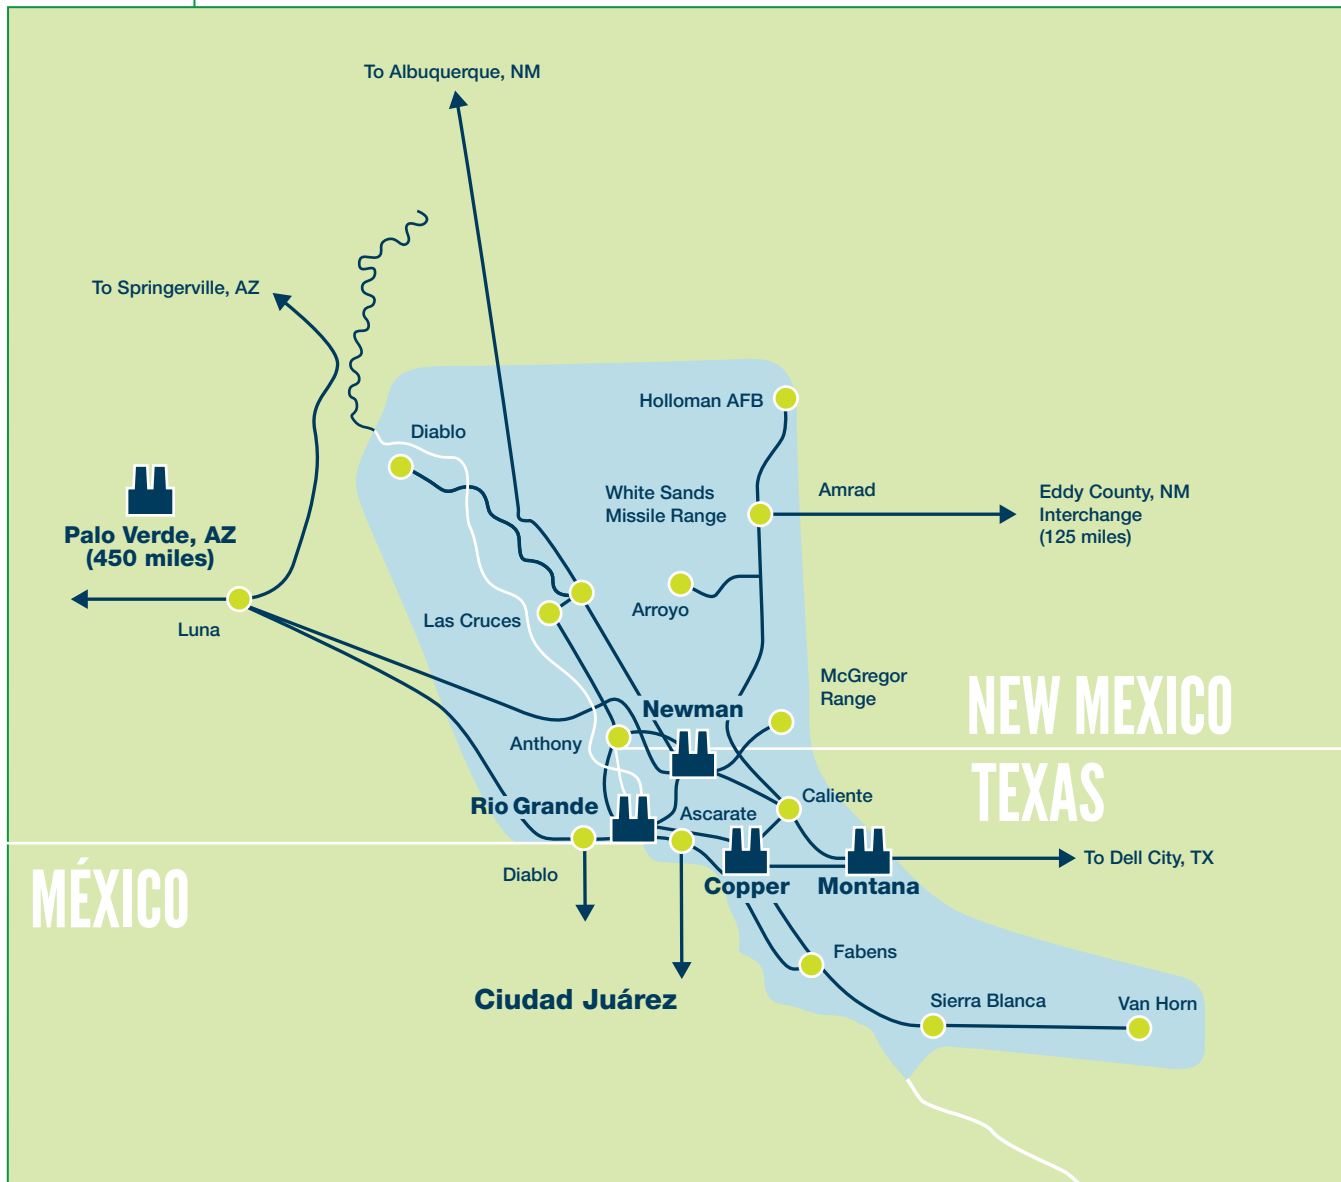 To Albuquerque, NM
To Springerville, AZ
Holloman AFB
Diablo
White Sands
Missile Range
Amrad
Eddy County, NM
Interchange
(125 miles)
Palo Verde, AZ
(450 miles)
Luna
Las Cruces
Arroyo
McGregor
Range
NEW MEXICO
Newman
Anthony
TEXAS
Rio Grande
Ascarate
Caliente
To Dell City, TX
MÉXICO
Diablo
Copper
Montana
Fabens
Ciudad Juárez
Sierra Blanca
Van Horn